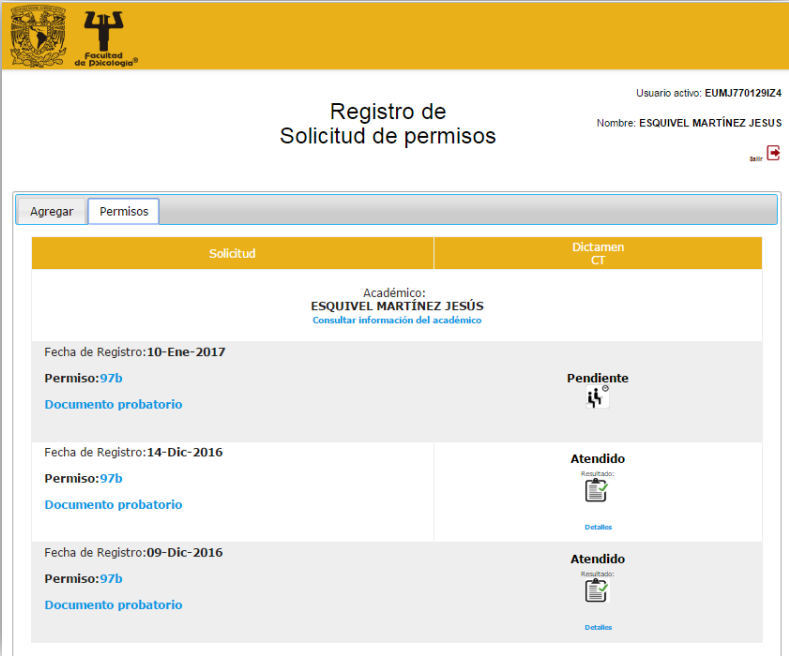 Facultad
de Psicología®
Usuario activo: EUMJ770129IZ4
Registro de
Solicitud de permisos
Nombre: ESQUIVEL MARTÍNEZ JESUS
Salir
Agregar
Permisos
Solicitud
Dictamen
CT
Académico:
ESQUIVEL MARTÍNEZ JESÚS
Consultar información del académico
Fecha de Registro:10-Ene-2017
Permiso:97b
Documento probatorio
Pendiente
Fecha de Registro:14-Dic-2016
Permiso:97b
Documento probatorio
Atendido
Resultado:
Detalles
Fecha de Registro:09-Dic-2016
Permiso:97b
Documento probatorio
Atendido
Resultado:
Detalles